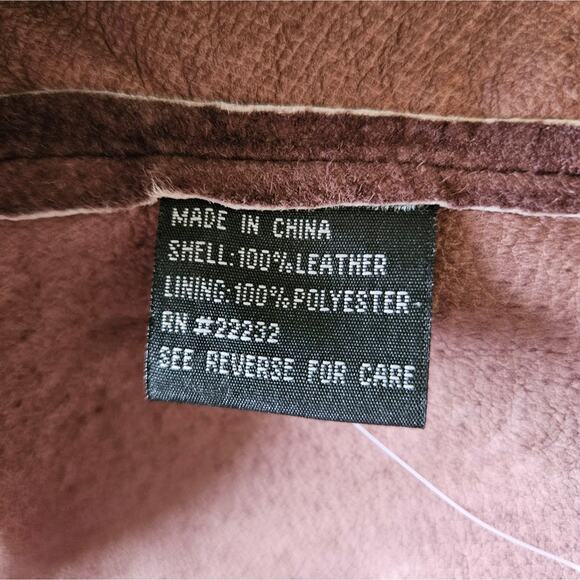 MADE IN CHINA
SHELL:100%LEATHER
LINING:100%POLYESTER-
RN #22232
SEE REVERSE FOR CARE